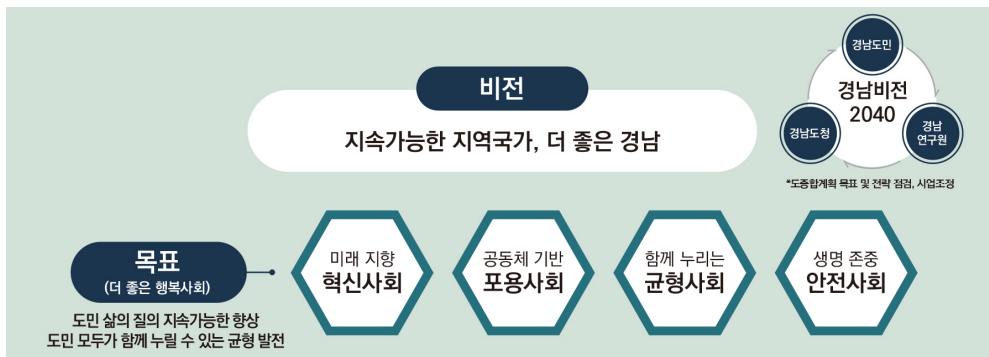 비전
지속가능한 지역국가, 더 좋은 경남
경남도민
경남비전
2040
경남도청
경남
연구원
*도종합계획 목표 및 전략 점검, 사업조정
목표
(더 좋은 행복사회)
도민 삶의 질의 지속가능한 향상
도민 모두가 함께 누릴 수 있는 균형 발전
미래 지향
혁신사회
공동체 기반
포용사회
함께 누리는
균형사회
생명 존중
안전사회